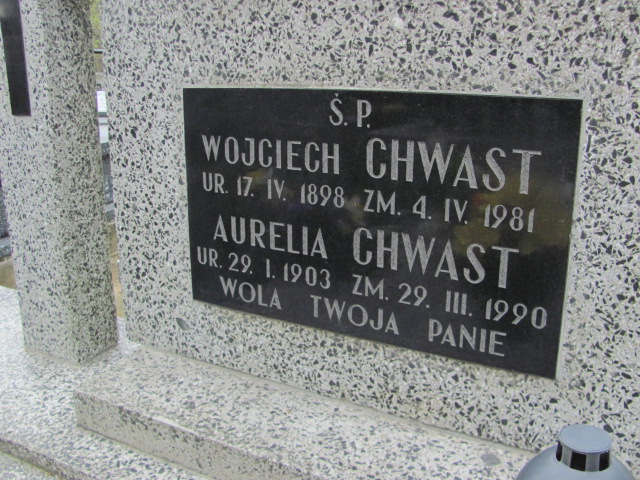 Ś. P.
WOJCIECH CHWAST
UR. 17. IV. 1898 ZM. 4. IV. 1981
AURELIA CHWAST
UR. 29. I. 1903 ZM. 29. III. 1990
WOLA TWOJA PANIE